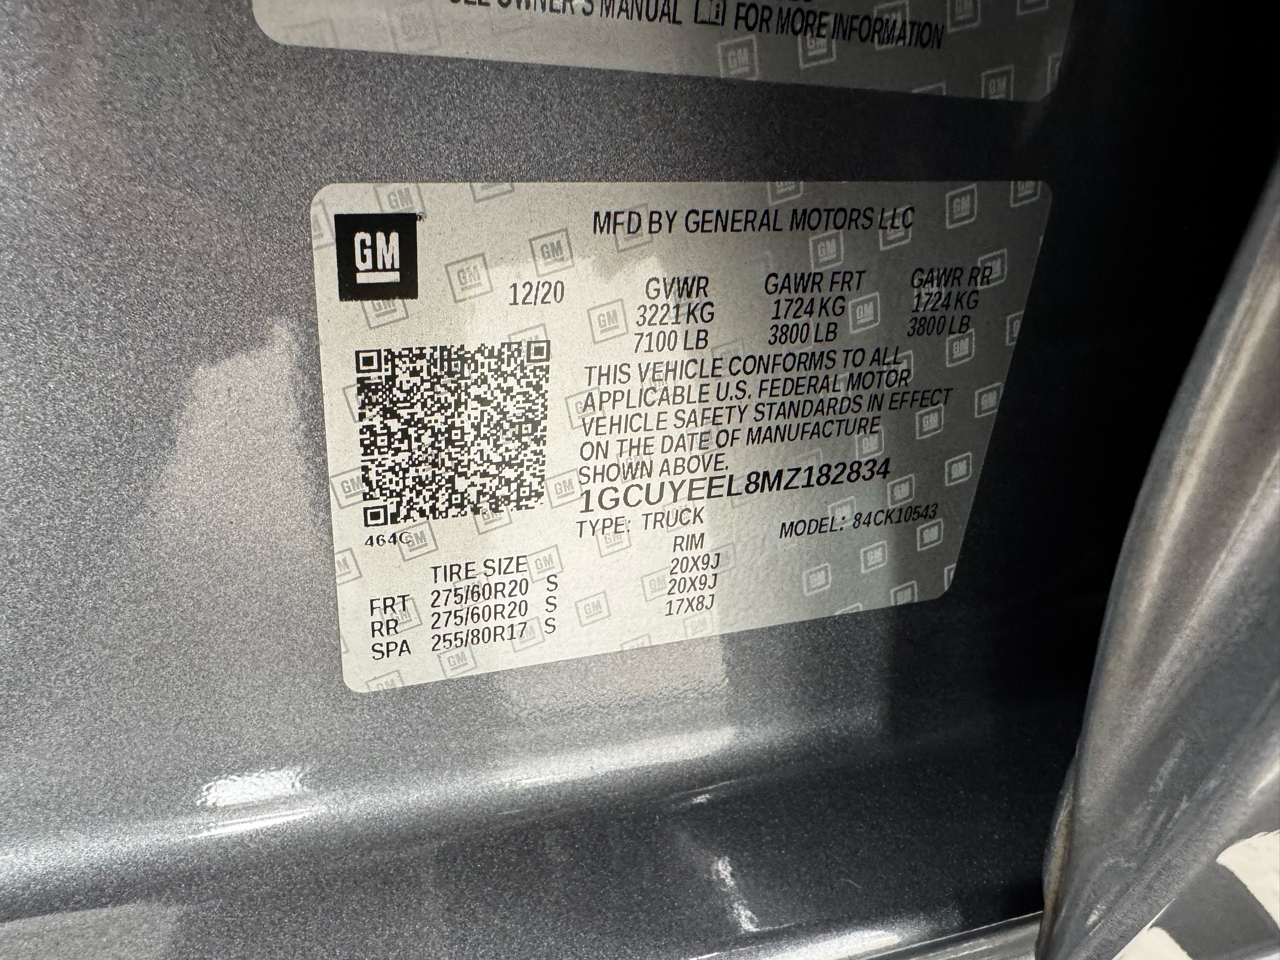 OWNER'S MANUAL FOR MORE INFORMATION
GM
MFD BY GENERAL MOTORS LLC
12/20
GVWR GAWR FRT GAWR RR
3221 KG 1724 KG 1724 KG
7100 LB 3800 LB 3800 LB
THIS VEHICLE CONFORMS TO ALL
APPLICABLE U.S. FEDERAL MOTOR
VEHICLE SAFETY STANDARDS IN EFFECT
ON THE DATE OF MANUFACTURE
SHOWN ABOVE.
1GCUYEEL8MZ182834
TYPE: TRUCK MODEL: 84CK10543
464C
TIRE SIZE RIM
FRT 275/60R20 S 20X9J
RR 275/60R20 S 20X9J
SPA 255/80R17 S 17X8J